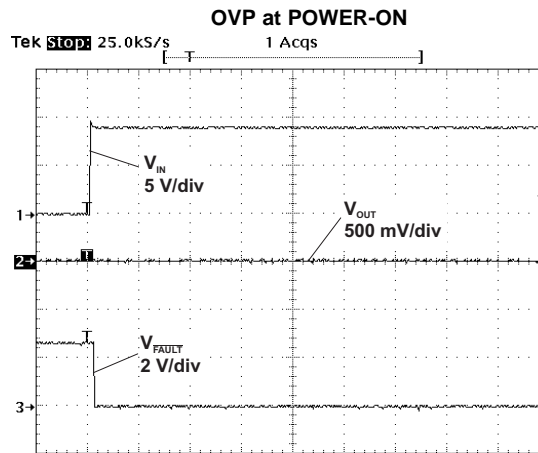 OVP at POWER-ON
Tek Stop: 25.0kS/s 1 Acqs
[ T ]
V_IN
5 V/div
1→
T
V_OUT
500 mV/div
T
2→
T
V_FAULT
2 V/div
3→